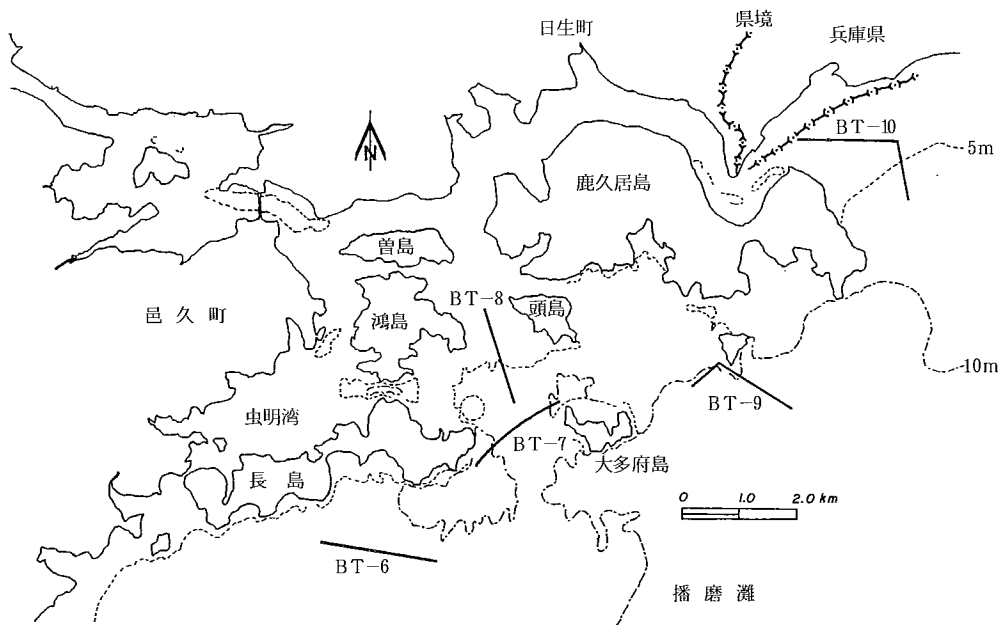 県境
日生町
兵庫県
BT-10
5m
N
鹿久居島
曽島
BT-8
頭島
邑久町
鴻島
10m
BT-9
虫明湾
BT-7
大多府島
長島
0 1.0 2.0 km
BT-6
播磨灘